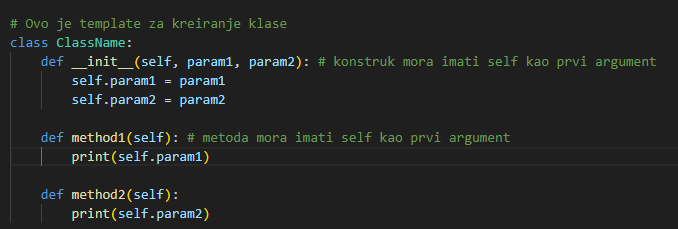 # Ovo je template za kreiranje klase
class ClassName:
    def __init__(self, param1, param2): # konstruk mora imati self kao prvi argument
        self.param1 = param1
        self.param2 = param2
    def method1(self): # metoda mora imati self kao prvi argument
        print(self.param1)
    def method2(self):
        print(self.param2)